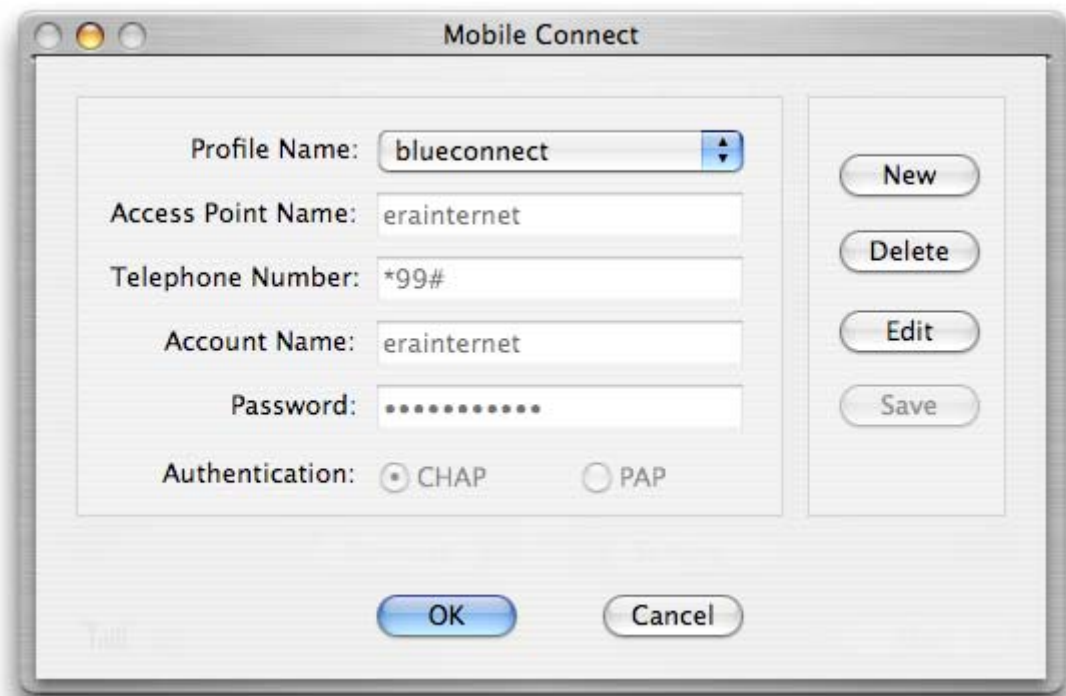 Mobile Connect
Profile Name: blueconnect
New
Access Point Name: erainternet
Delete
Telephone Number: *99#
Account Name: erainternet
Edit
Password: •••••••••••
Save
Authentication: CHAP PAP
OK Cancel